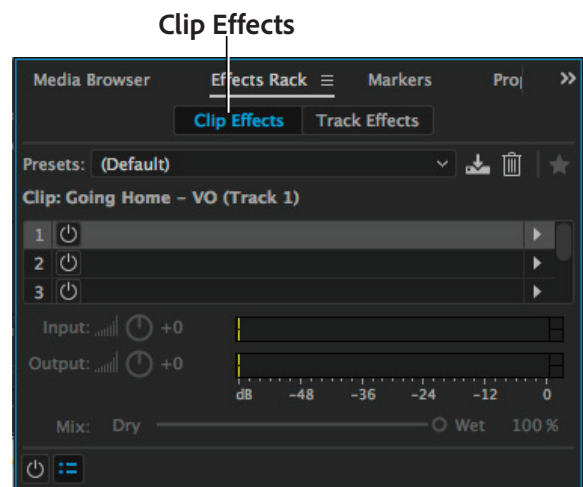 Clip Effects
Media Browser Effects Rack Markers
Clip Effects Track Effects
Presets: (Default)
Clip: Going Home – VO (Track 1)
1
2
3
Input: +0
Output: +0
dB -48 -36 -24 -12 0
Mix: Dry Wet 100 %